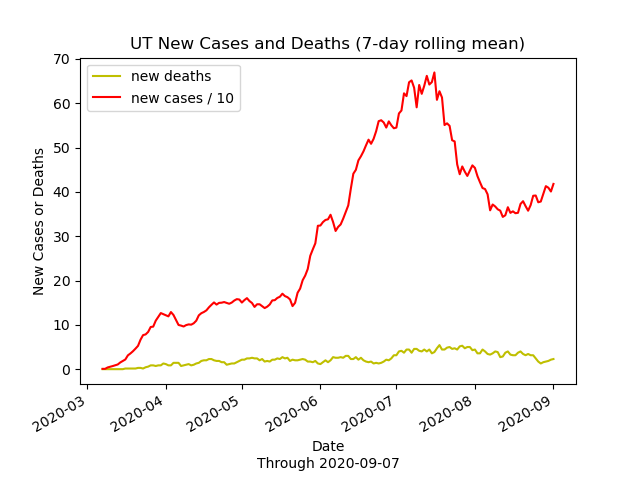 UT New Cases and Deaths (7-day rolling mean)
new deaths
new cases / 10
70
60
50
40
30
20
10
0
New Cases or Deaths
2020-03
2020-04
2020-05
2020-06
2020-07
2020-08
2020-09
Date
Through 2020-09-07